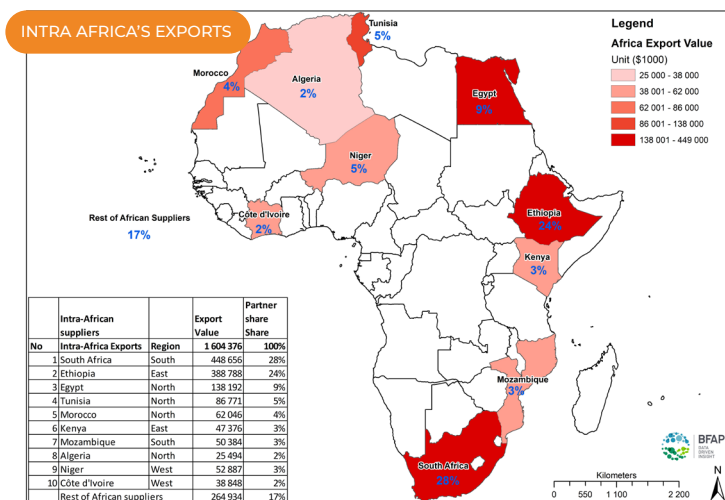 INTRA AFRICA'S EXPORTS
Tunisia
5%
Morocco
4%
Algeria
2%
Egypt
9%
Niger
5%
Rest of African Suppliers
17%
Côte d'Ivoire
2%
Ethiopia
24%
Kenya
3%
Mozambique
3%
South Africa
28%
Legend
Africa Export Value
Unit ($1000)
25 000 - 38 000
38 001 - 62 000
62 001 - 86 000
86 001 - 138 000
138 001 - 449 000
No Intra-African suppliers Region Export Value Partner share Share
Intra-Africa Exports 1 604 376 100%
1 South Africa South 448 656 28%
2 Ethiopia East 388 788 24%
3 Egypt North 138 192 9%
4 Tunisia North 86 771 5%
5 Morocco North 62 046 4%
6 Kenya East 47 376 3%
7 Mozambique South 50 384 3%
8 Algeria North 25 494 2%
9 Niger West 52 887 3%
10 Côte d'Ivoire West 38 848 2%
Rest of African suppliers 264 934 17%
BFAP
DATA
DRIVEN
INSIGHT
Kilometers
0 550 1 100 2 200
N